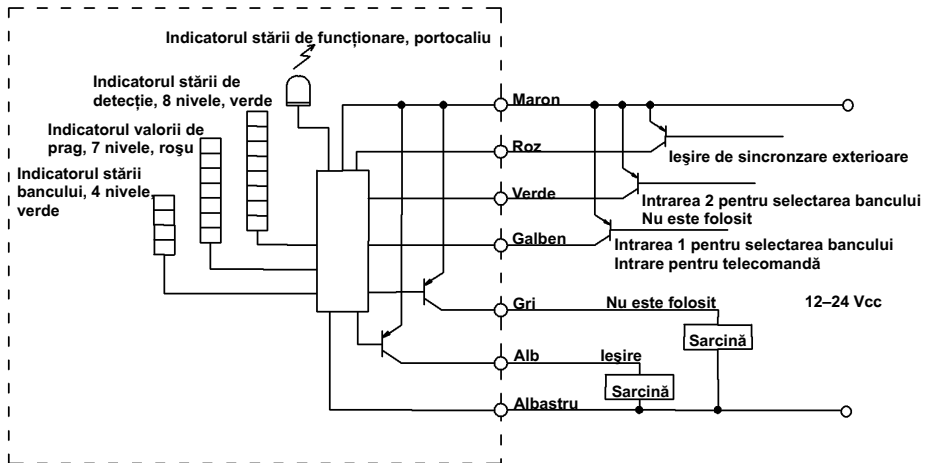 Indicatorul stării de funcționare, portocaliu
Indicatorul stării de
detecție, 8 nivele, verde
Indicatorul valorii de
prag, 7 nivele, roșu
Indicatorul stării
bancului, 4 nivele,
verde
Maron
Roz
Ieșire de sincronzare exterioare
Verde
Intrarea 2 pentru selectarea bancului
Nu este folosit
Galben
Intrarea 1 pentru selectarea bancului
Intrare pentru telecomandă
Gri
Nu este folosit
12–24 Vcc
Sarcină
Alb
Ieșire
Sarcină
Albastru